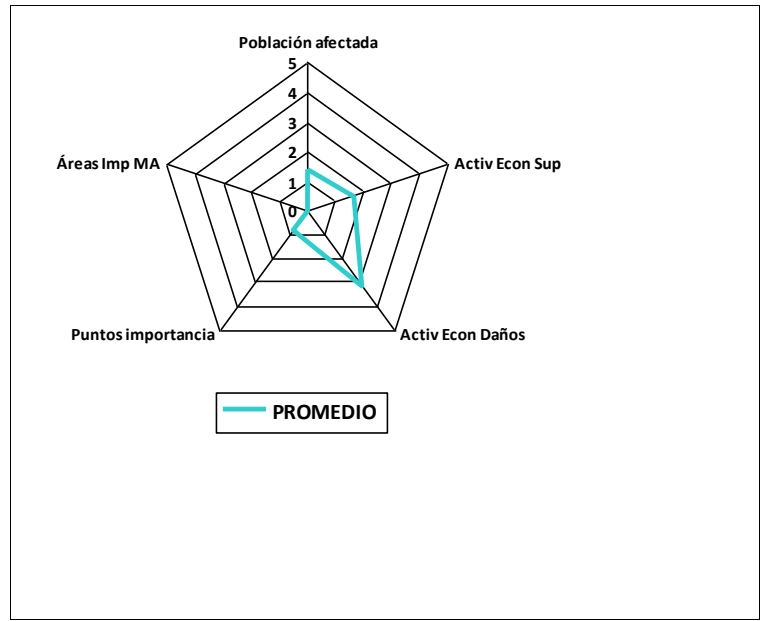 Población afectada
5
4
3
2
1
0
Áreas Imp MA
Activ Econ Sup
Puntos importancia
Activ Econ Daños
PROMEDIO